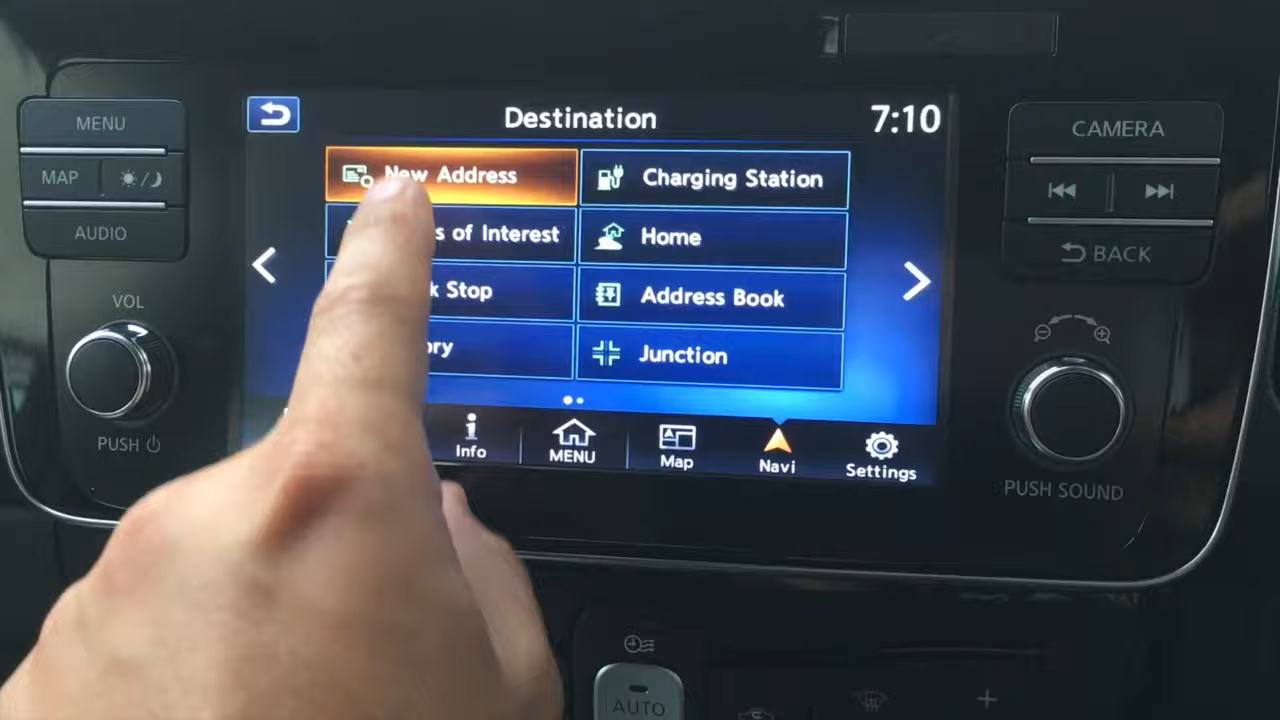 MENU
MAP
AUDIO
VOL
PUSH
Destination
7:10
New Address
Charging Station
s of Interest
Home
k Stop
Address Book
ory
Junction
Info
MENU
Map
Navi
Settings
CAMERA
BACK
PUSH SOUND
AUTO